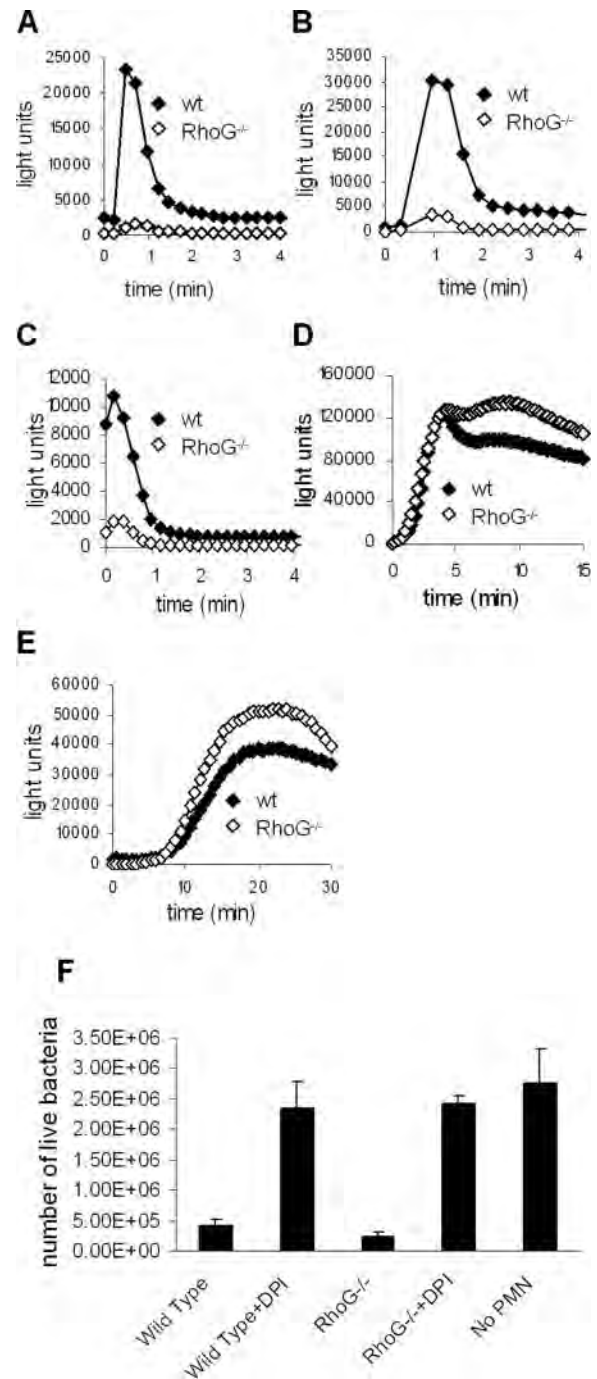 A
25000
20000
15000
10000
5000
0
light units
wt
RhoG-/-
0 1 2 3 4
time (min)
B
35000
30000
25000
20000
15000
10000
5000
0
light units
wt
RhoG-/-
0 1 2 3 4
time (min)
C
12000
10000
8000
6000
4000
2000
0
light units
wt
RhoG-/-
0 1 2 3 4
time (min)
D
160000
120000
80000
40000
0
light units
wt
RhoG-/-
0 5 10 15
time (min)
E
60000
50000
40000
30000
20000
10000
0
light units
wt
RhoG-/-
0 10 20 30
time (min)
F
number of live bacteria
3.50E+06
3.00E+06
2.50E+06
2.00E+06
1.50E+06
1.00E+06
5.00E+05
0.00E+00
Wild Type
Wild Type+DPI
RhoG-/-
RhoG-/-+DPI
No PMN